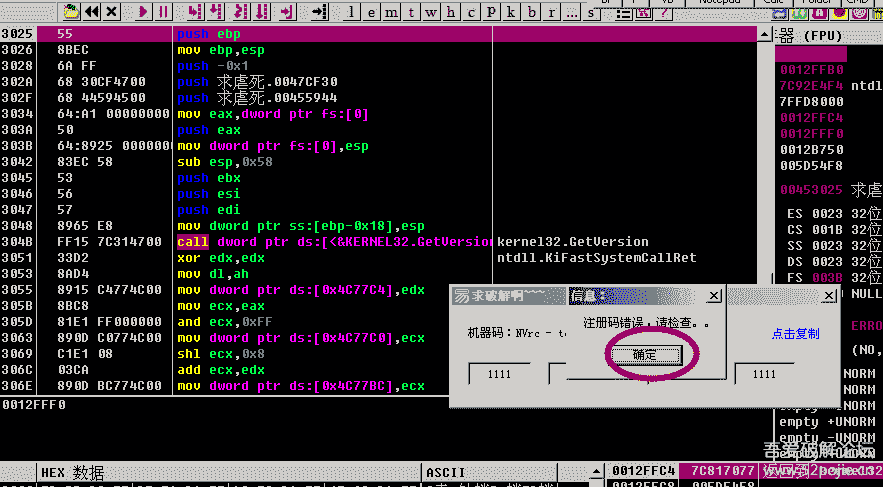 l e m t w h c p k b r ... s
3025 55 push ebp
3026 8BEC mov ebp,esp
3028 6A FF push -0x1
302A 68 30CF4700 push 求虐死.0047CF30
302F 68 44594500 push 求虐死.00455944
3034 64:A1 00000000 mov eax,dword ptr fs:[0]
303A 50 push eax
303B 64:8925 0000000 mov dword ptr fs:[0],esp
3042 83EC 58 sub esp,0x58
3045 53 push ebx
3046 56 push esi
3047 57 push edi
3048 8965 E8 mov dword ptr ss:[ebp-0x18],esp
304B FF15 7C314700 call dword ptr ds:[<&KERNEL32.GetVersion kernel32.GetVersion
3051 33D2 xor edx,edx ntdll.KiFastSystemCallRet
3053 8AD4 mov dl,ah
3055 8915 C4774C00 mov dword ptr ds:[0x4C77C4],edx
305B 8BC8 mov ecx,eax
305D 81E1 FF000000 and ecx,0xFF
3063 890D C0774C00 mov dword ptr ds:[0x4C77C0],ecx
3069 C1E1 08 shl ecx,0x8
306C 03CA add ecx,edx
306E 890D BC774C00 mov dword ptr ds:[0x4C77BC],ecx
0012FFF0
HEX 数据 ASCII
器 (FPU)
0012FFB0
7C92E4F4 ntdl
7FFD8000
0012FFC4
0012FFF0
0012B750
005D54F8
00453025 求虐
ES 0023 32位
CS 001B 32位
SS 0023 32位
DS 0023 32位
FS 003B 32位
NULL
ERRO
(NO,
NORM
NORM
NORM
empty +UNORM
empty -UNORM
求破解啊~~~
信息:
注册码错误，请检查。。
确定
机器码：NVrc - t
点击复制
1111
1111
0012FFC4 7C817077
吾爱破解论坛
www.52pojie.cn